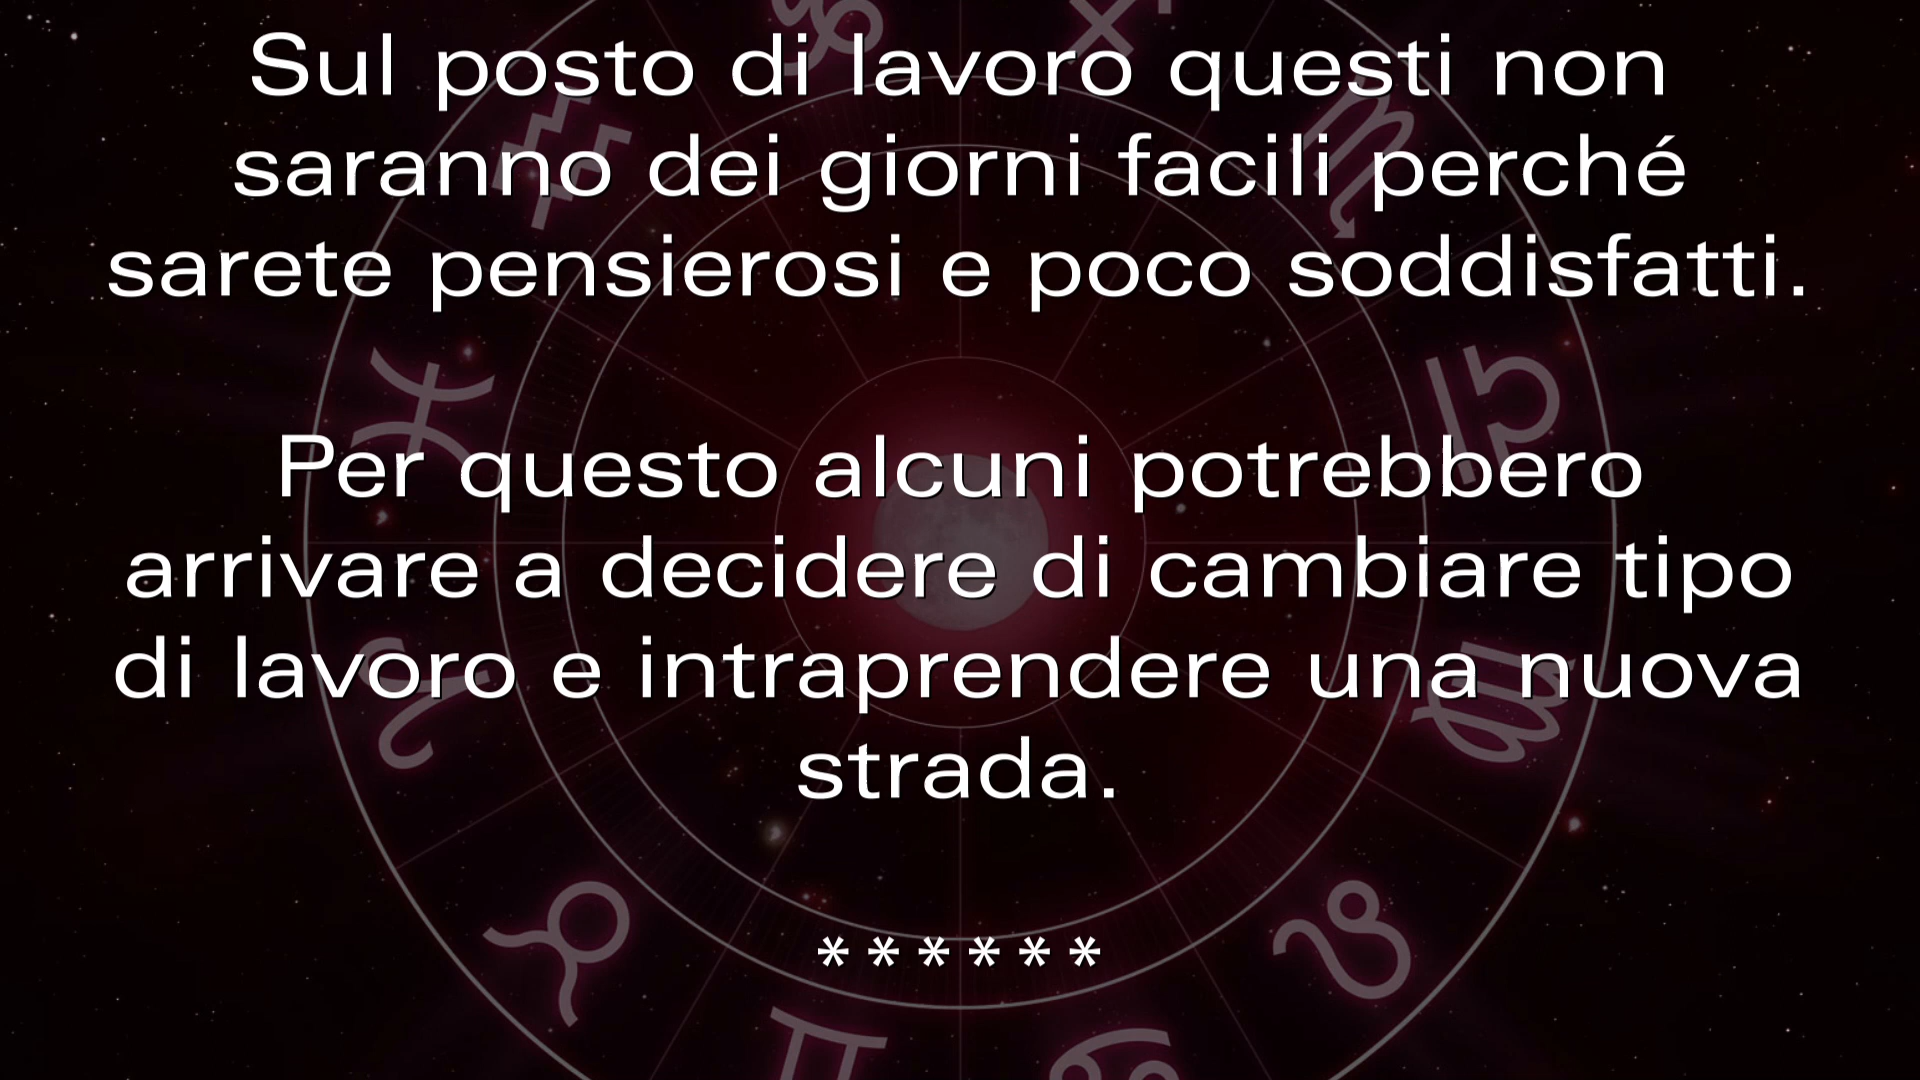 Sul posto di lavoro questi non
saranno dei giorni facili perché
sarete pensierosi e poco soddisfatti.
Per questo alcuni potrebbero
arrivare a decidere di cambiare tipo
di lavoro e intraprendere una nuova
strada.
******